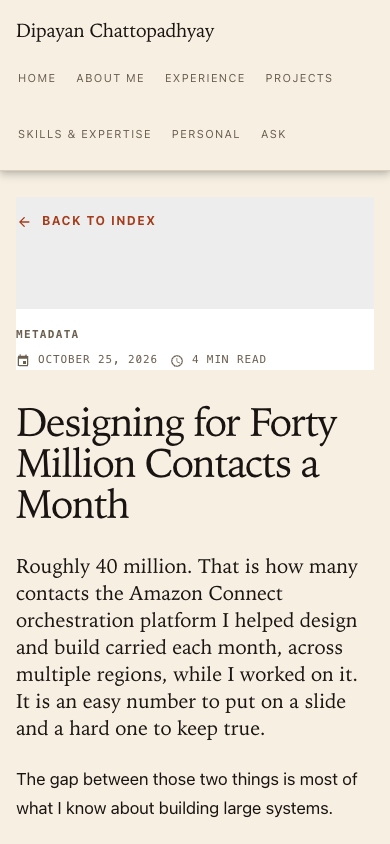 Dipayan Chattopadhyay
HOME ABOUT ME EXPERIENCE PROJECTS
SKILLS & EXPERTISE PERSONAL ASK
← BACK TO INDEX
METADATA
OCTOBER 25, 2026 4 MIN READ
Designing for Forty
Million Contacts a
Month
Roughly 40 million. That is how many
contacts the Amazon Connect
orchestration platform I helped design
and build carried each month, across
multiple regions, while I worked on it.
It is an easy number to put on a slide
and a hard one to keep true.
The gap between those two things is most of
what I know about building large systems.